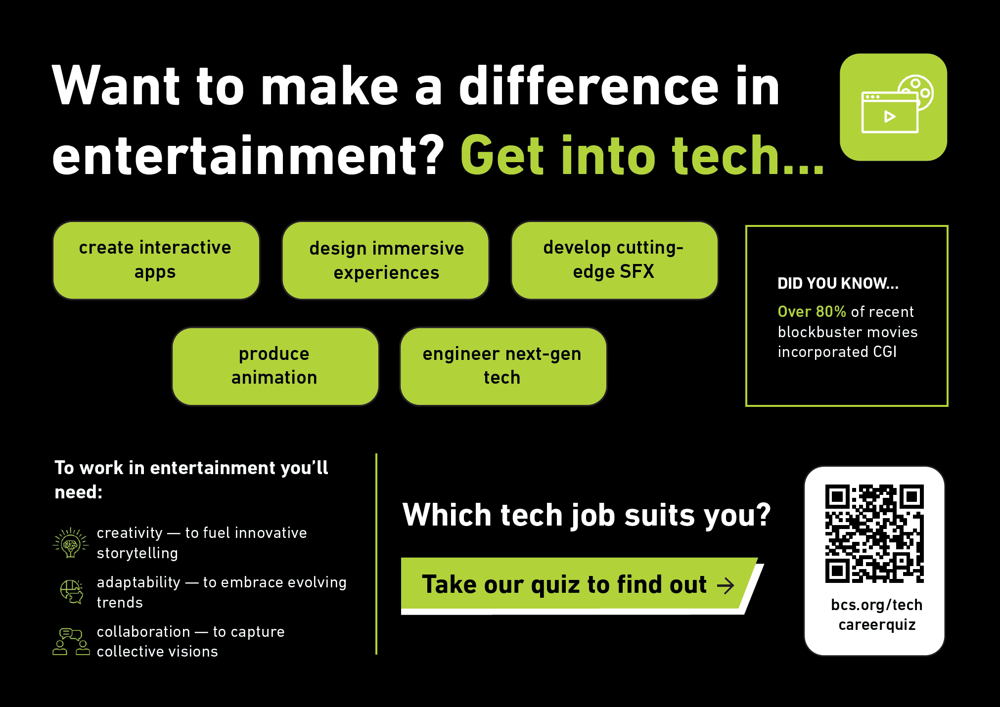 Want to make a difference in
entertainment? Get into tech...
create interactive
apps
design immersive
experiences
develop cutting-
edge SFX
produce
animation
engineer next-gen
tech
DID YOU KNOW...
Over 80% of recent
blockbuster movies
incorporated CGI
To work in entertainment you’ll
need:
creativity — to fuel innovative
storytelling
adaptability — to embrace evolving
trends
collaboration — to capture
collective visions
Which tech job suits you?
Take our quiz to find out →
bcs.org/tech
careerquiz